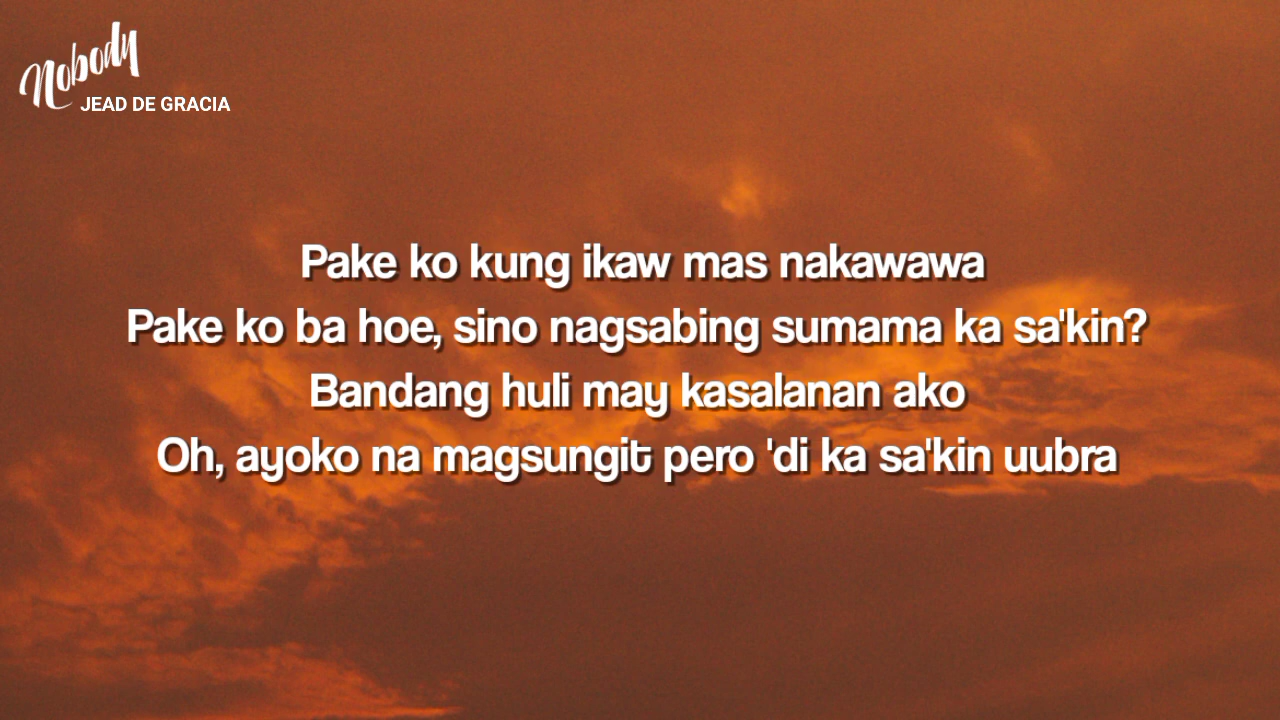 Nobody
JEAD DE GRACIA
Pake ko kung ikaw mas nakawawa
Pake ko ba hoe, sino nagsabing sumama ka sa'kin?
Bandang huli may kasalanan ako
Oh, ayoko na magsungit pero 'di ka sa'kin uubra